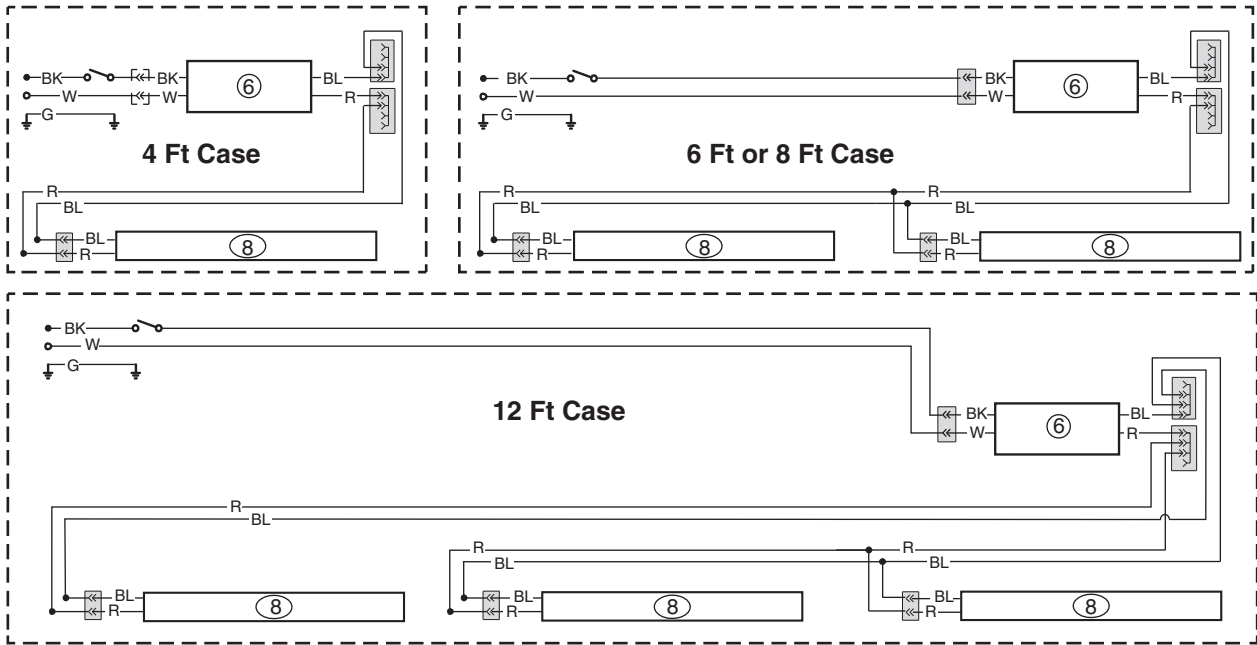 BK BK 6 BL
W W R
G
4 Ft Case
R
BL
BL 8
R
BK BK 6 BL
W W R
G
6 Ft or 8 Ft Case
R R
BL BL
BL 8 BL 8
R R
BK
W
G
12 Ft Case
BK 6 BL
W R
R
BL
R R
BL BL
BL 8 BL 8 BL 8
R R R